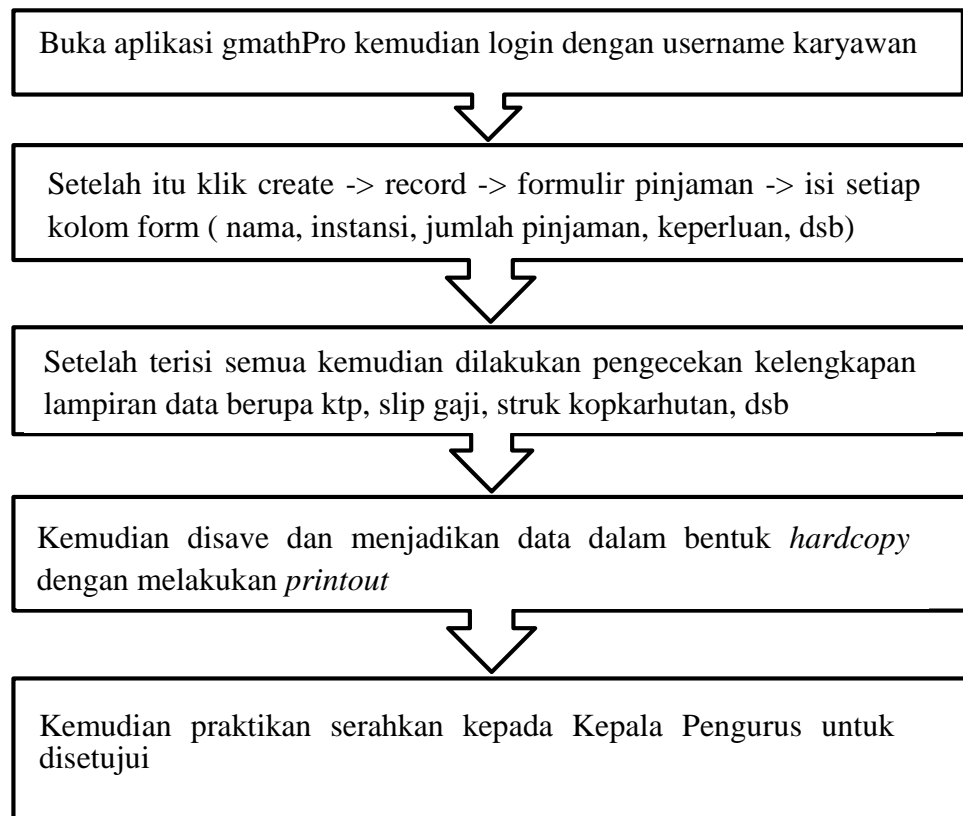 Buka aplikasi gmathPro kemudian login dengan username karyawan
Setelah itu klik create -> record -> formulir pinjaman -> isi setiap
kolom form ( nama, instansi, jumlah pinjaman, keperluan, dsb)
Setelah terisi semua kemudian dilakukan pengecekan kelengkapan
lampiran data berupa ktp, slip gaji, struk kopkarhutan, dsb
Kemudian disave dan menjadikan data dalam bentuk hardcopy
dengan melakukan printout
Kemudian praktikan serahkan kepada Kepala Pengurus untuk
disetujui